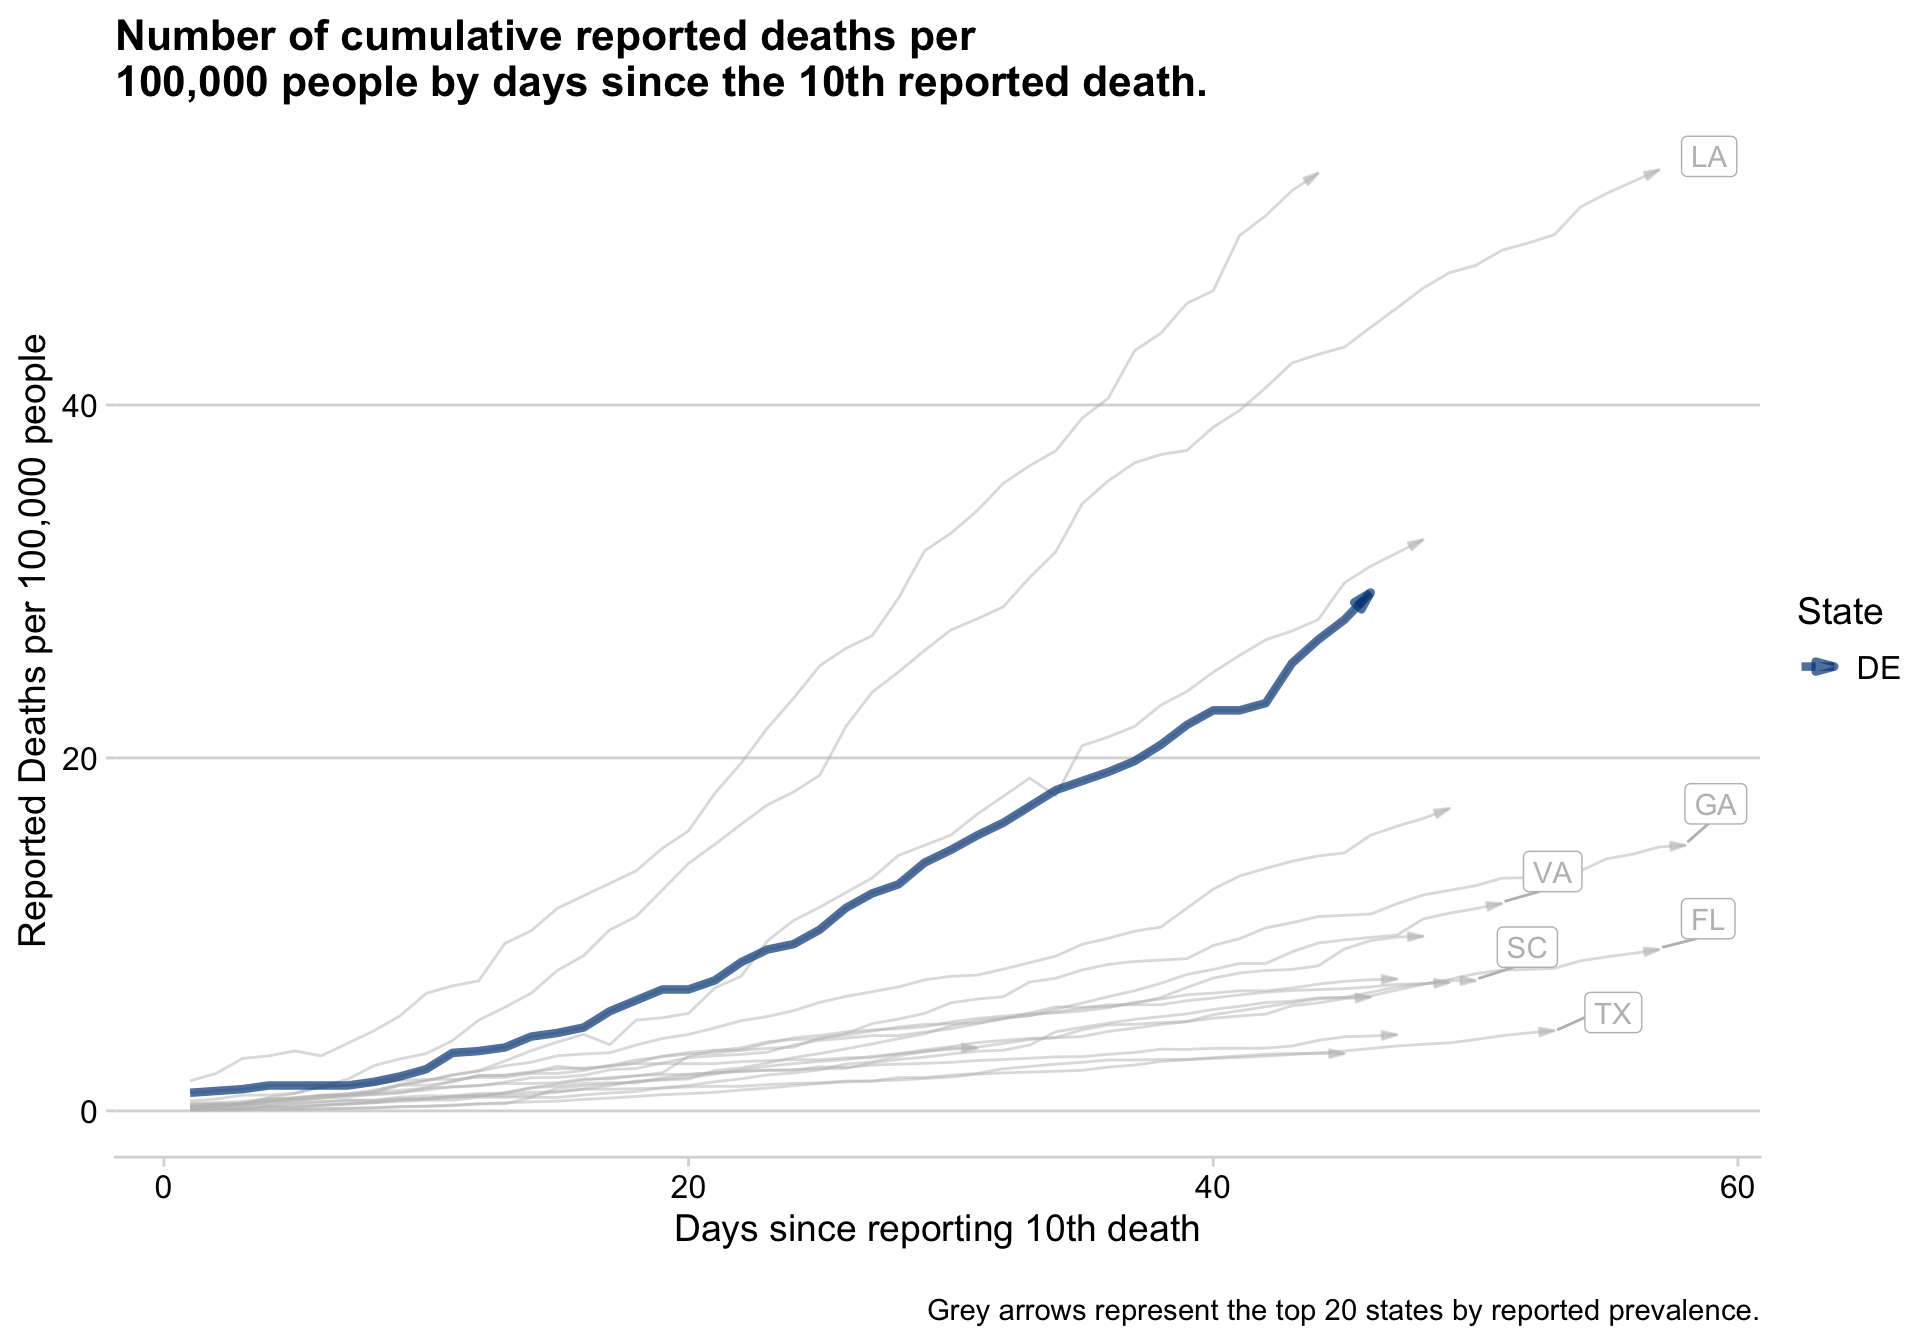 Number of cumulative reported deaths per
100,000 people by days since the 10th reported death.
LA
40
20
0
GA
VA
FL
SC
TX
Reported Deaths per 100,000 people
State
DE
0
20
40
60
Days since reporting 10th death
Grey arrows represent the top 20 states by reported prevalence.